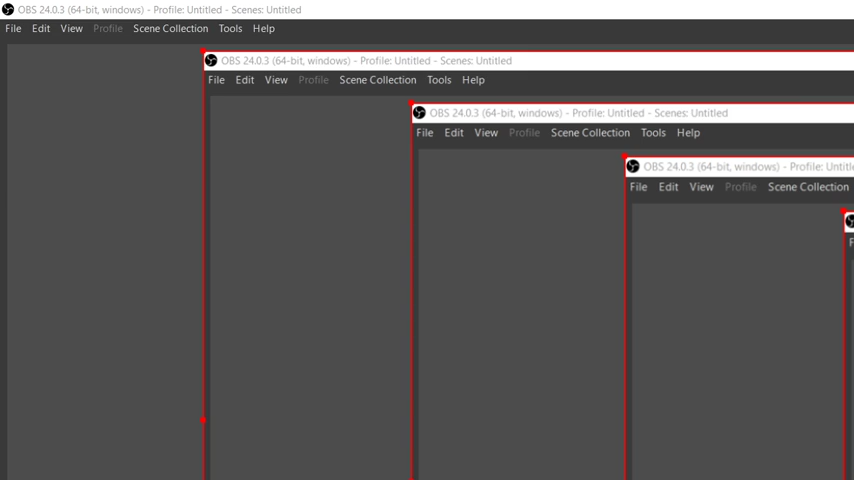 OBS 24.0.3 (64-bit, windows) - Profile: Untitled - Scenes: Untitled
File Edit View Profile Scene Collection Tools Help
OBS 24.0.3 (64-bit, windows) - Profile: Untitled - Scenes: Untitled
File Edit View Profile Scene Collection Tools Help
OBS 24.0.3 (64-bit, windows) - Profile: Untitled - Scenes: Untitled
File Edit View Profile Scene Collection Tools Help
OBS 24.0.3 (64-bit, windows) - Profile:
File Edit View Profile Scene Collection